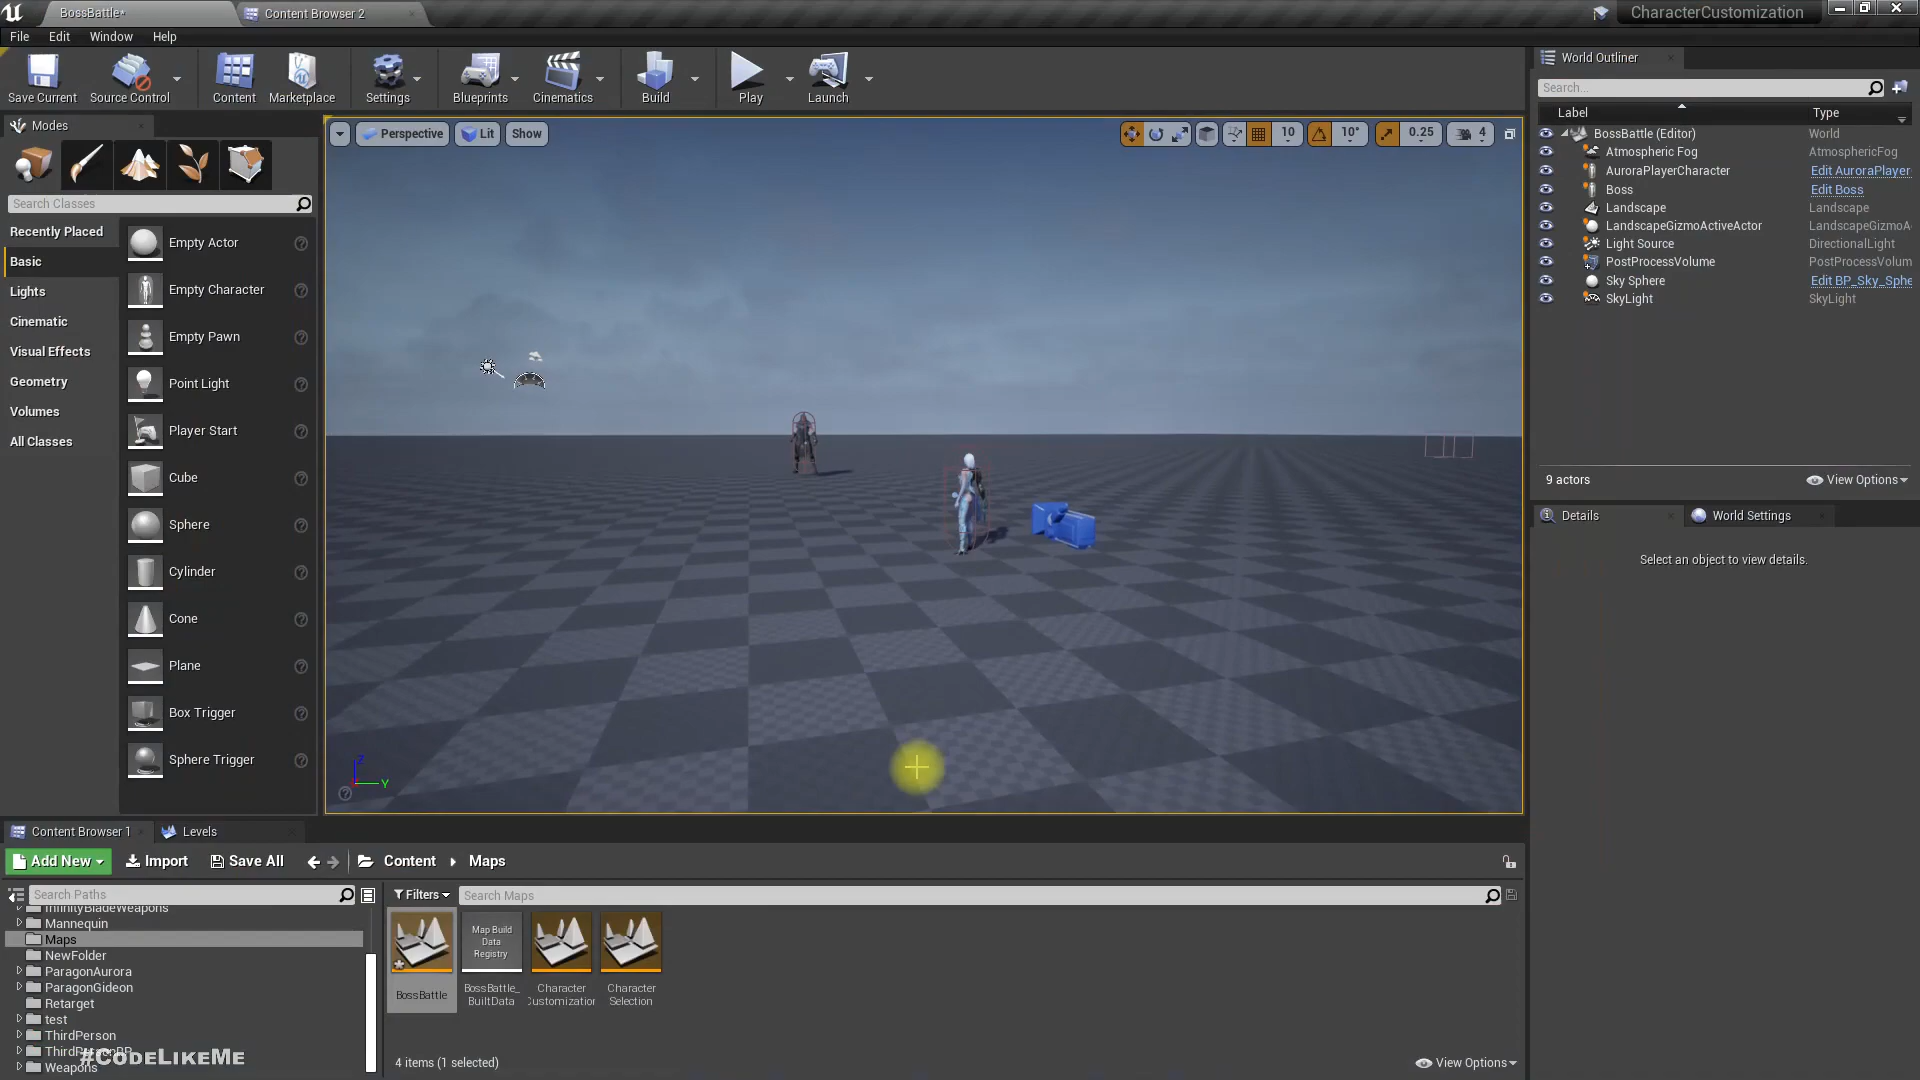 BossBattle*
Content Browser 2
CharacterCustomization
File Edit Window Help
Save Current
Source Control
Content
Marketplace
Settings
Blueprints
Cinematics
Build
Play
Launch
Modes
Search Classes
Recently Placed
Basic
Lights
Cinematic
Visual Effects
Geometry
Volumes
All Classes
Empty Actor
Empty Character
Empty Pawn
Point Light
Player Start
Cube
Sphere
Cylinder
Cone
Plane
Box Trigger
Sphere Trigger
Perspective
Lit
Show
10
10°
0.25
4
Z
Y
World Outliner
Search...
Label Type
BossBattle (Editor) World
Atmospheric Fog AtmosphericFog
AuroraPlayerCharacter Edit AuroraPlayer
Boss Edit Boss
Landscape Landscape
LandscapeGizmoActiveActor LandscapeGizmoA
Light Source DirectionalLight
PostProcessVolume PostProcessVolum
Sky Sphere Edit BP_Sky_Sphe
SkyLight SkyLight
9 actors
View Options
Details
World Settings
Select an object to view details.
Content Browser 1
Levels
Add New
Import
Save All
Content
Maps
Search Paths
Filters
Search Maps
InfinityBladeWeapons
Mannequin
Maps
NewFolder
ParagonAurora
ParagonGideon
Retarget
test
ThirdPerson
ThirdPersonBP
Weapons
#CodeLikeMe
BossBattle
Map Build
Data
Registry
BossBattle_
BuiltData
Character
Customization
Character
Selection
4 items (1 selected)
View Options